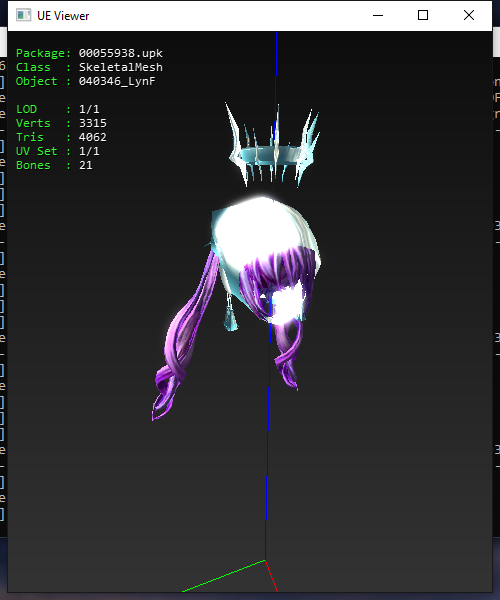 UE Viewer
Package: 00055938.upk
Class : SkeletalMesh
Object : 040346_LynF
LOD : 1/1
Verts : 3315
Tris : 4062
UV Set : 1/1
Bones : 21